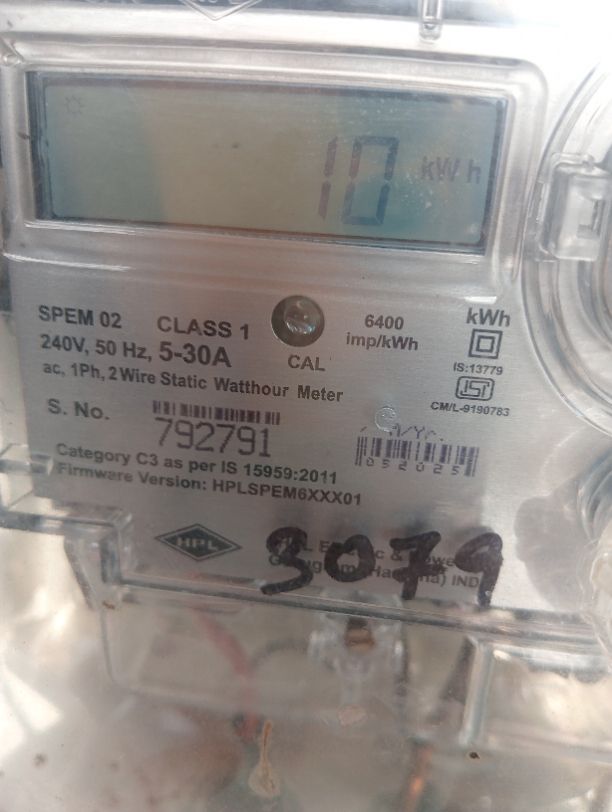 10 kWh
SPEM 02 CLASS 1
240V, 50 Hz, 5-30A
CAL
6400
imp/kWh
kWh
IS:13779
ISI
CM/L-9190783
ac, 1Ph, 2 Wire Static Watthour Meter
S. No.
792791
052025
Category C3 as per IS 15959:2011
Firmware Version: HPLSPEM6XXX01
HPL
3079
IND